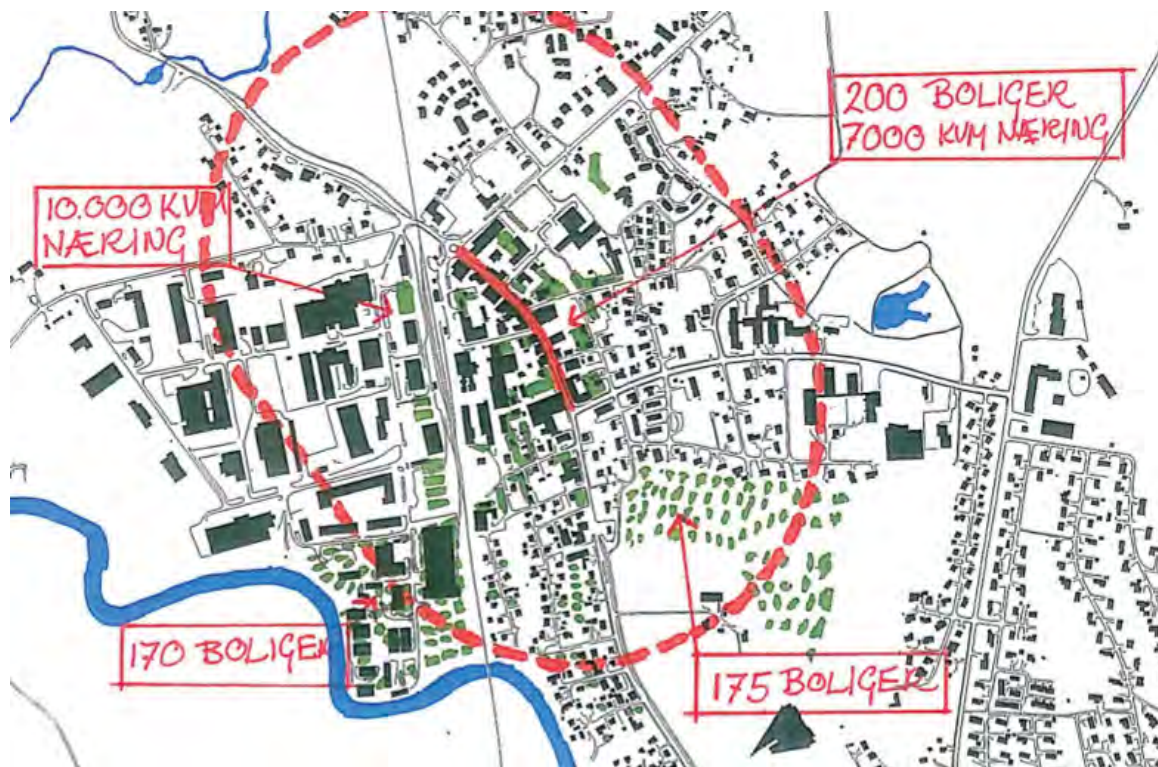 200 BOLIGER
7000 KVM NÆRING
10.000 KVM
NÆRING
170 BOLIGER
175 BOLIGER